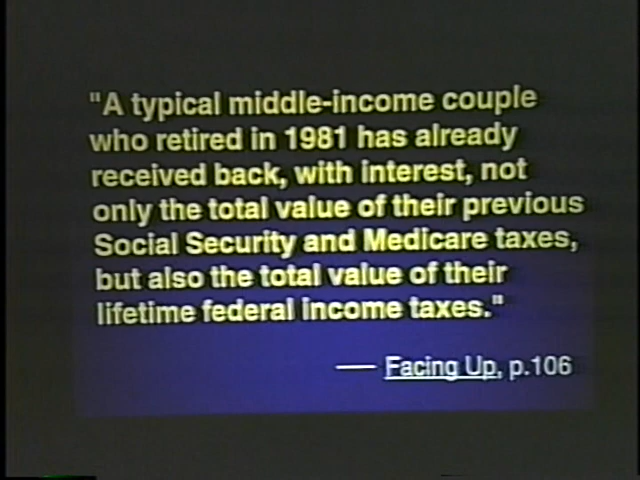 "A typical middle-income couple
who retired in 1981 has already
received back, with interest, not
only the total value of their previous
Social Security and Medicare taxes,
but also the total value of their
lifetime federal income taxes."
— Facing Up, p.106